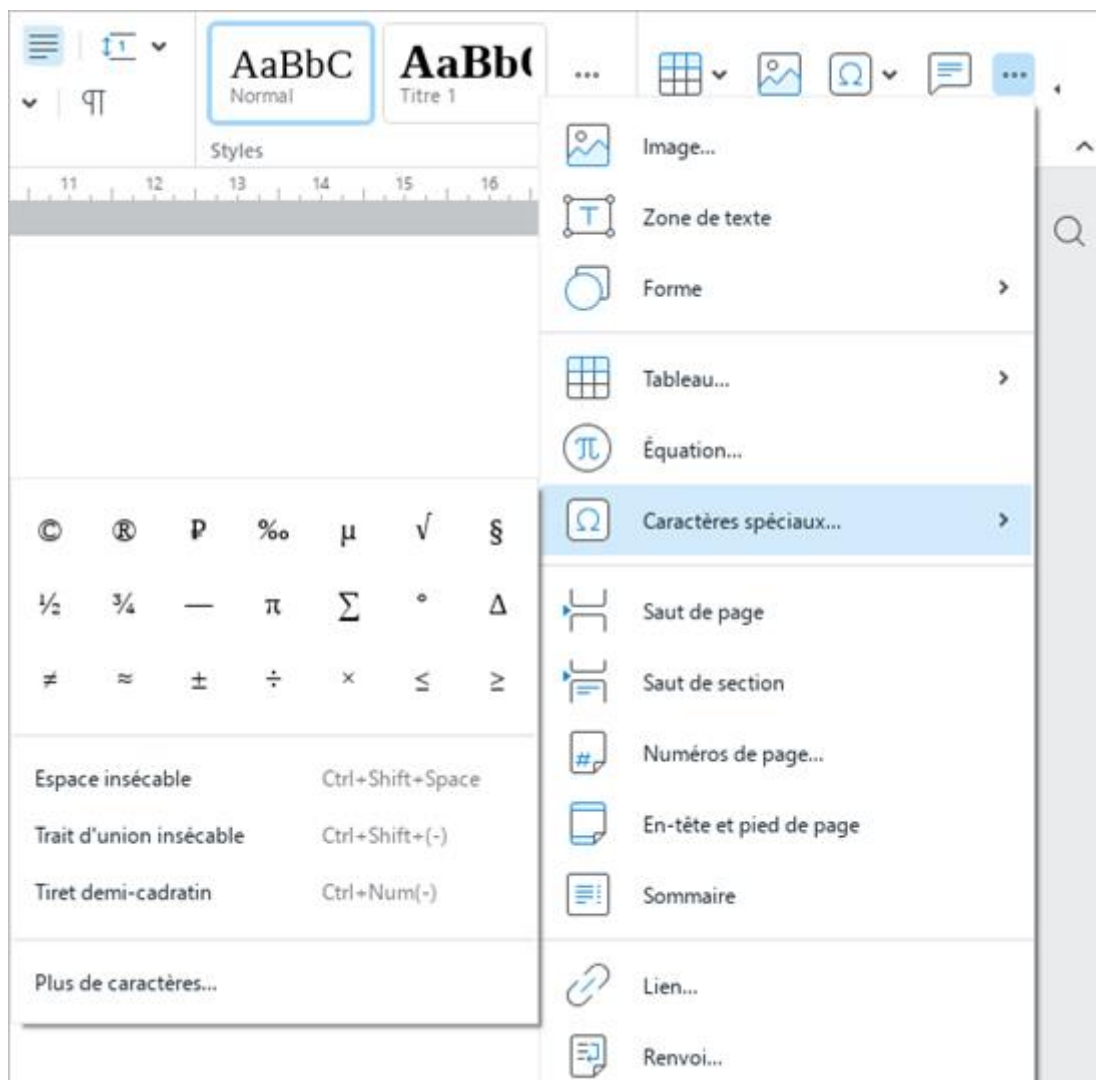 AaBbC
Normal
AaBb(
Titre 1
Styles
11 12 13 14 15 16
Image...
Zone de texte
Forme
Tableau...
Équation...
Caractères spéciaux...
© ® ₽ ‰ µ √ §
½ ¾ — π ∑ ° Δ
≠ ≈ ± ÷ × ≤ ≥
Espace insécable Ctrl+Shift+Space
Trait d'union insécable Ctrl+Shift+(-)
Tiret demi-cadratin Ctrl+Num(-)
Plus de caractères...
Saut de page
Saut de section
Numéros de page...
En-tête et pied de page
Sommaire
Lien...
Renvoi...